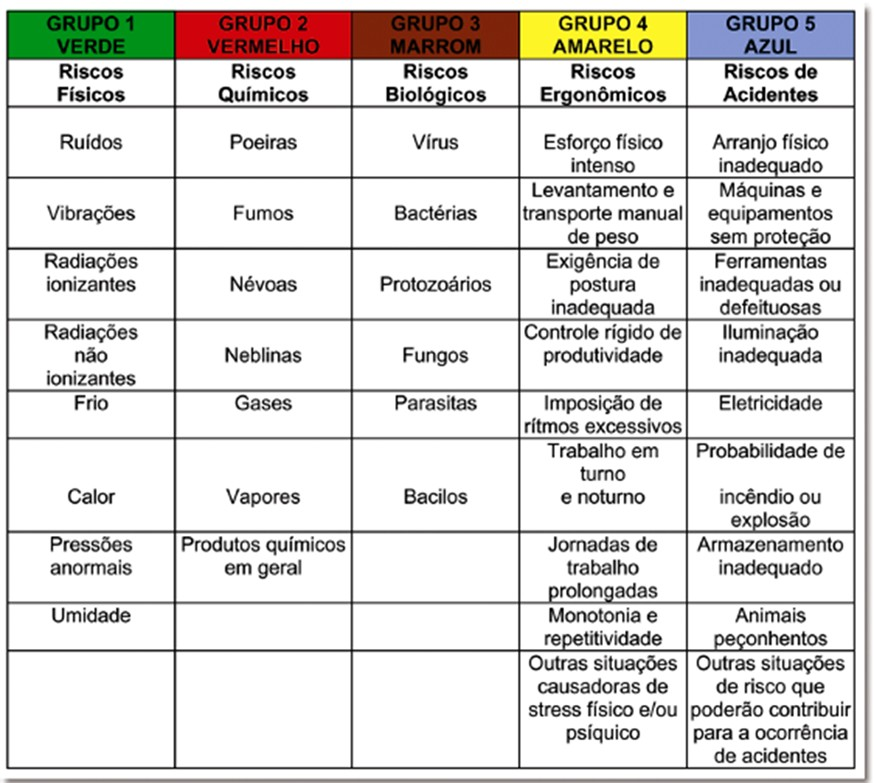 GRUPO 1
VERDE
GRUPO 2
VERMELHO
GRUPO 3
MARROM
GRUPO 4
AMARELO
GRUPO 5
AZUL
Riscos
Físicos
Riscos
Químicos
Riscos
Biológicos
Riscos
Ergonômicos
Riscos de
Acidentes
Ruídos
Poeiras
Vírus
Esforço físico
intenso
Arranjo físico
inadequado
Vibrações
Fumos
Bactérias
Levantamento e
transporte manual
de peso
Máquinas e
equipamentos
sem proteção
Radiações
ionizantes
Névoas
Protozoários
Exigência de
postura
inadequada
Ferramentas
inadequadas ou
defeituosas
Radiações
não
ionizantes
Neblinas
Fungos
Controle rígido de
produtividade
Iluminação
inadequada
Frio
Gases
Parasitas
Imposição de
rítmos excessivos
Eletricidade
Calor
Vapores
Bacilos
Trabalho em
turno
e noturno
Probabilidade de
incêndio ou
explosão
Pressões
anormais
Produtos químicos
em geral
Jornadas de
trabalho
prolongadas
Armazenamento
inadequado
Umidade
Monotonia e
repetitividade
Animais
peçonhentos
Outras situações
causadoras de
stress físico e/ou
psíquico
Outras situações
de risco que
poderão contribuir
para a ocorrência
de acidentes